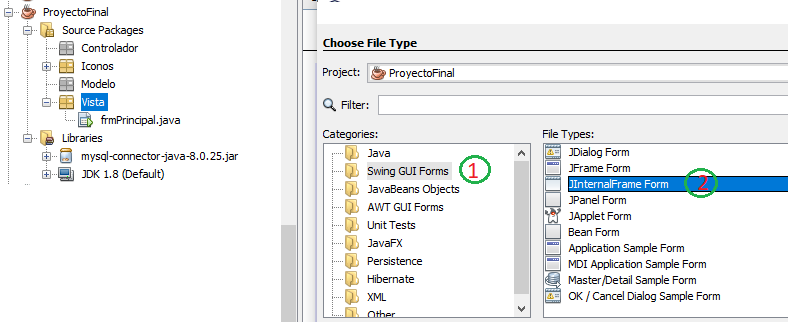 ProyectoFinal
Source Packages
Controlador
Iconos
Modelo
Vista
frmPrincipal.java
Libraries
mysql-connector-java-8.0.25.jar
JDK 1.8 (Default)
Choose File Type
Project: ProyectoFinal
Filter:
Categories:
Java
Swing GUI Forms 1
JavaBeans Objects
AWT GUI Forms
Unit Tests
JavaFX
Persistence
Hibernate
XML
Other
File Types:
JDialog Form
JFrame Form
JInternalFrame Form 2
JPanel Form
JApplet Form
Bean Form
Application Sample Form
MDI Application Sample Form
Master/Detail Sample Form
OK / Cancel Dialog Sample Form